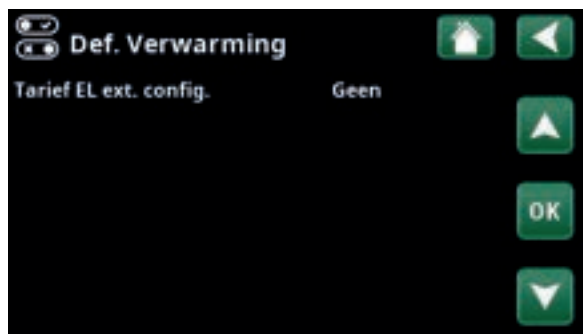 Def. Verwarming
Tarief EL ext. config.
Geen
OK